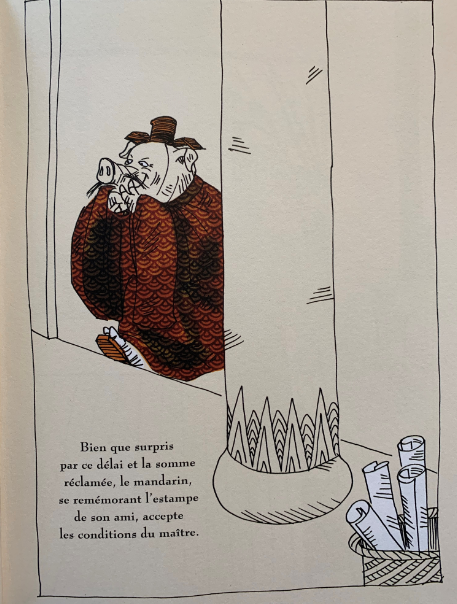 Bien que surpris
par ce délai et la somme
réclamée, le mandarin,
se remémorant l'estampe
de son ami, accepte
les conditions du maître.